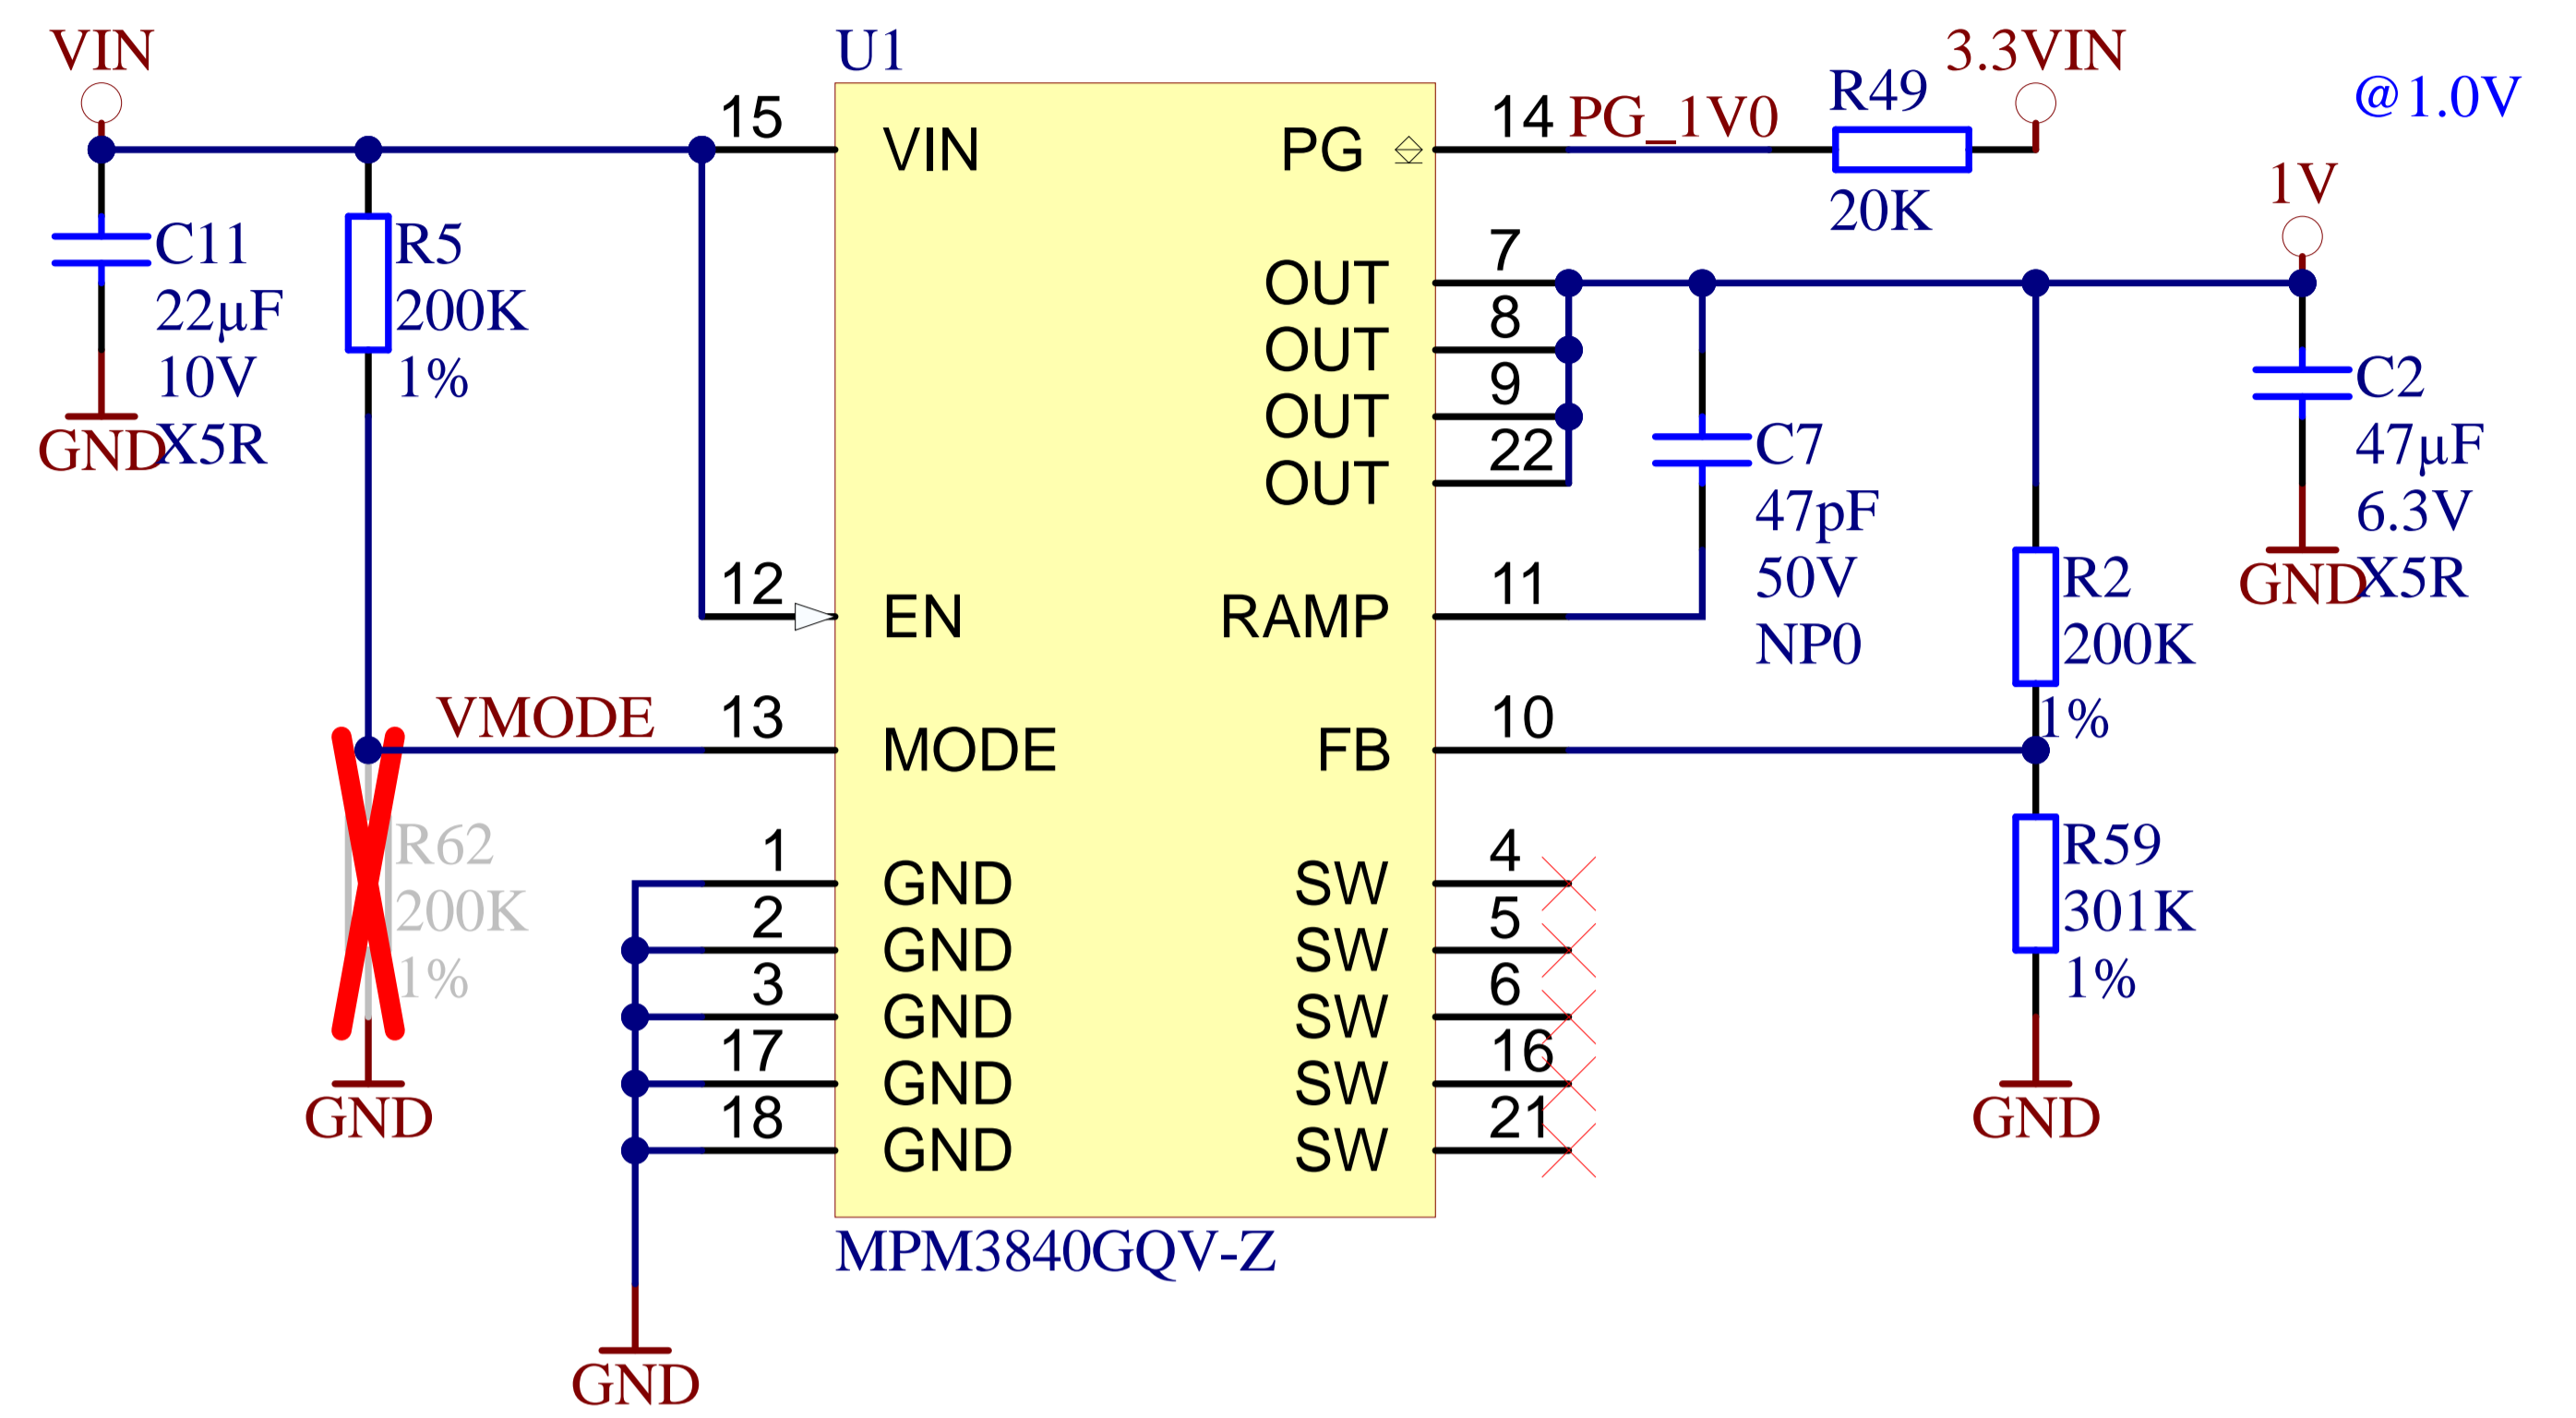 VIN
U1
3.3VIN
@1.0V
15
VIN
PG
14
PG_1V0
R49
20K
1V
C11
22µF
10V
X5R
GND
R5
200K
1%
7
OUT
8
OUT
9
OUT
22
OUT
C7
47pF
50V
NP0
C2
47µF
6.3V
X5R
GND
12
EN
RAMP
11
R2
200K
1%
VMODE
13
MODE
FB
10
R62
200K
1%
GND
R59
301K
1%
GND
1
GND
2
GND
3
GND
17
GND
18
GND
SW
4
SW
5
SW
6
SW
16
SW
21
MPM3840GQV-Z
GND